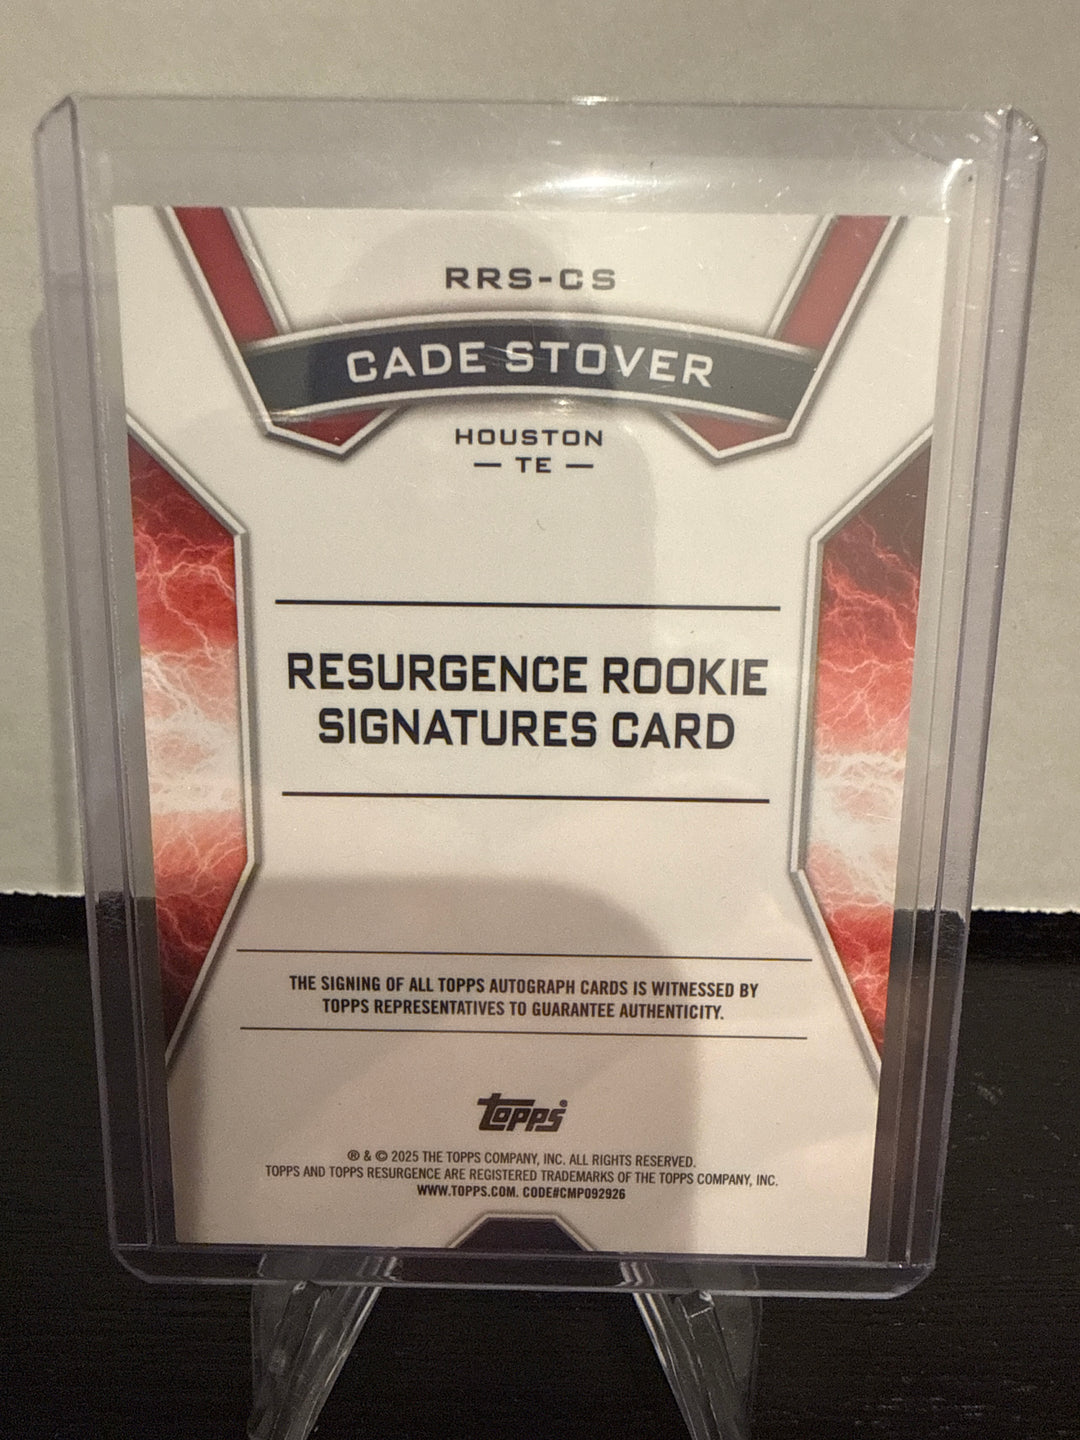 RRS-CS
CADE STOVER
HOUSTON
— TE —
RESURGENCE ROOKIE
SIGNATURES CARD
THE SIGNING OF ALL TOPPS AUTOGRAPH CARDS IS WITNESSED BY
TOPPS REPRESENTATIVES TO GUARANTEE AUTHENTICITY.
topps®
® & © 2025 THE TOPPS COMPANY, INC. ALL RIGHTS RESERVED.
TOPPS AND TOPPS RESURGENCE ARE REGISTERED TRADEMARKS OF THE TOPPS COMPANY, INC.
WWW.TOPPS.COM. CODE#CMP092926